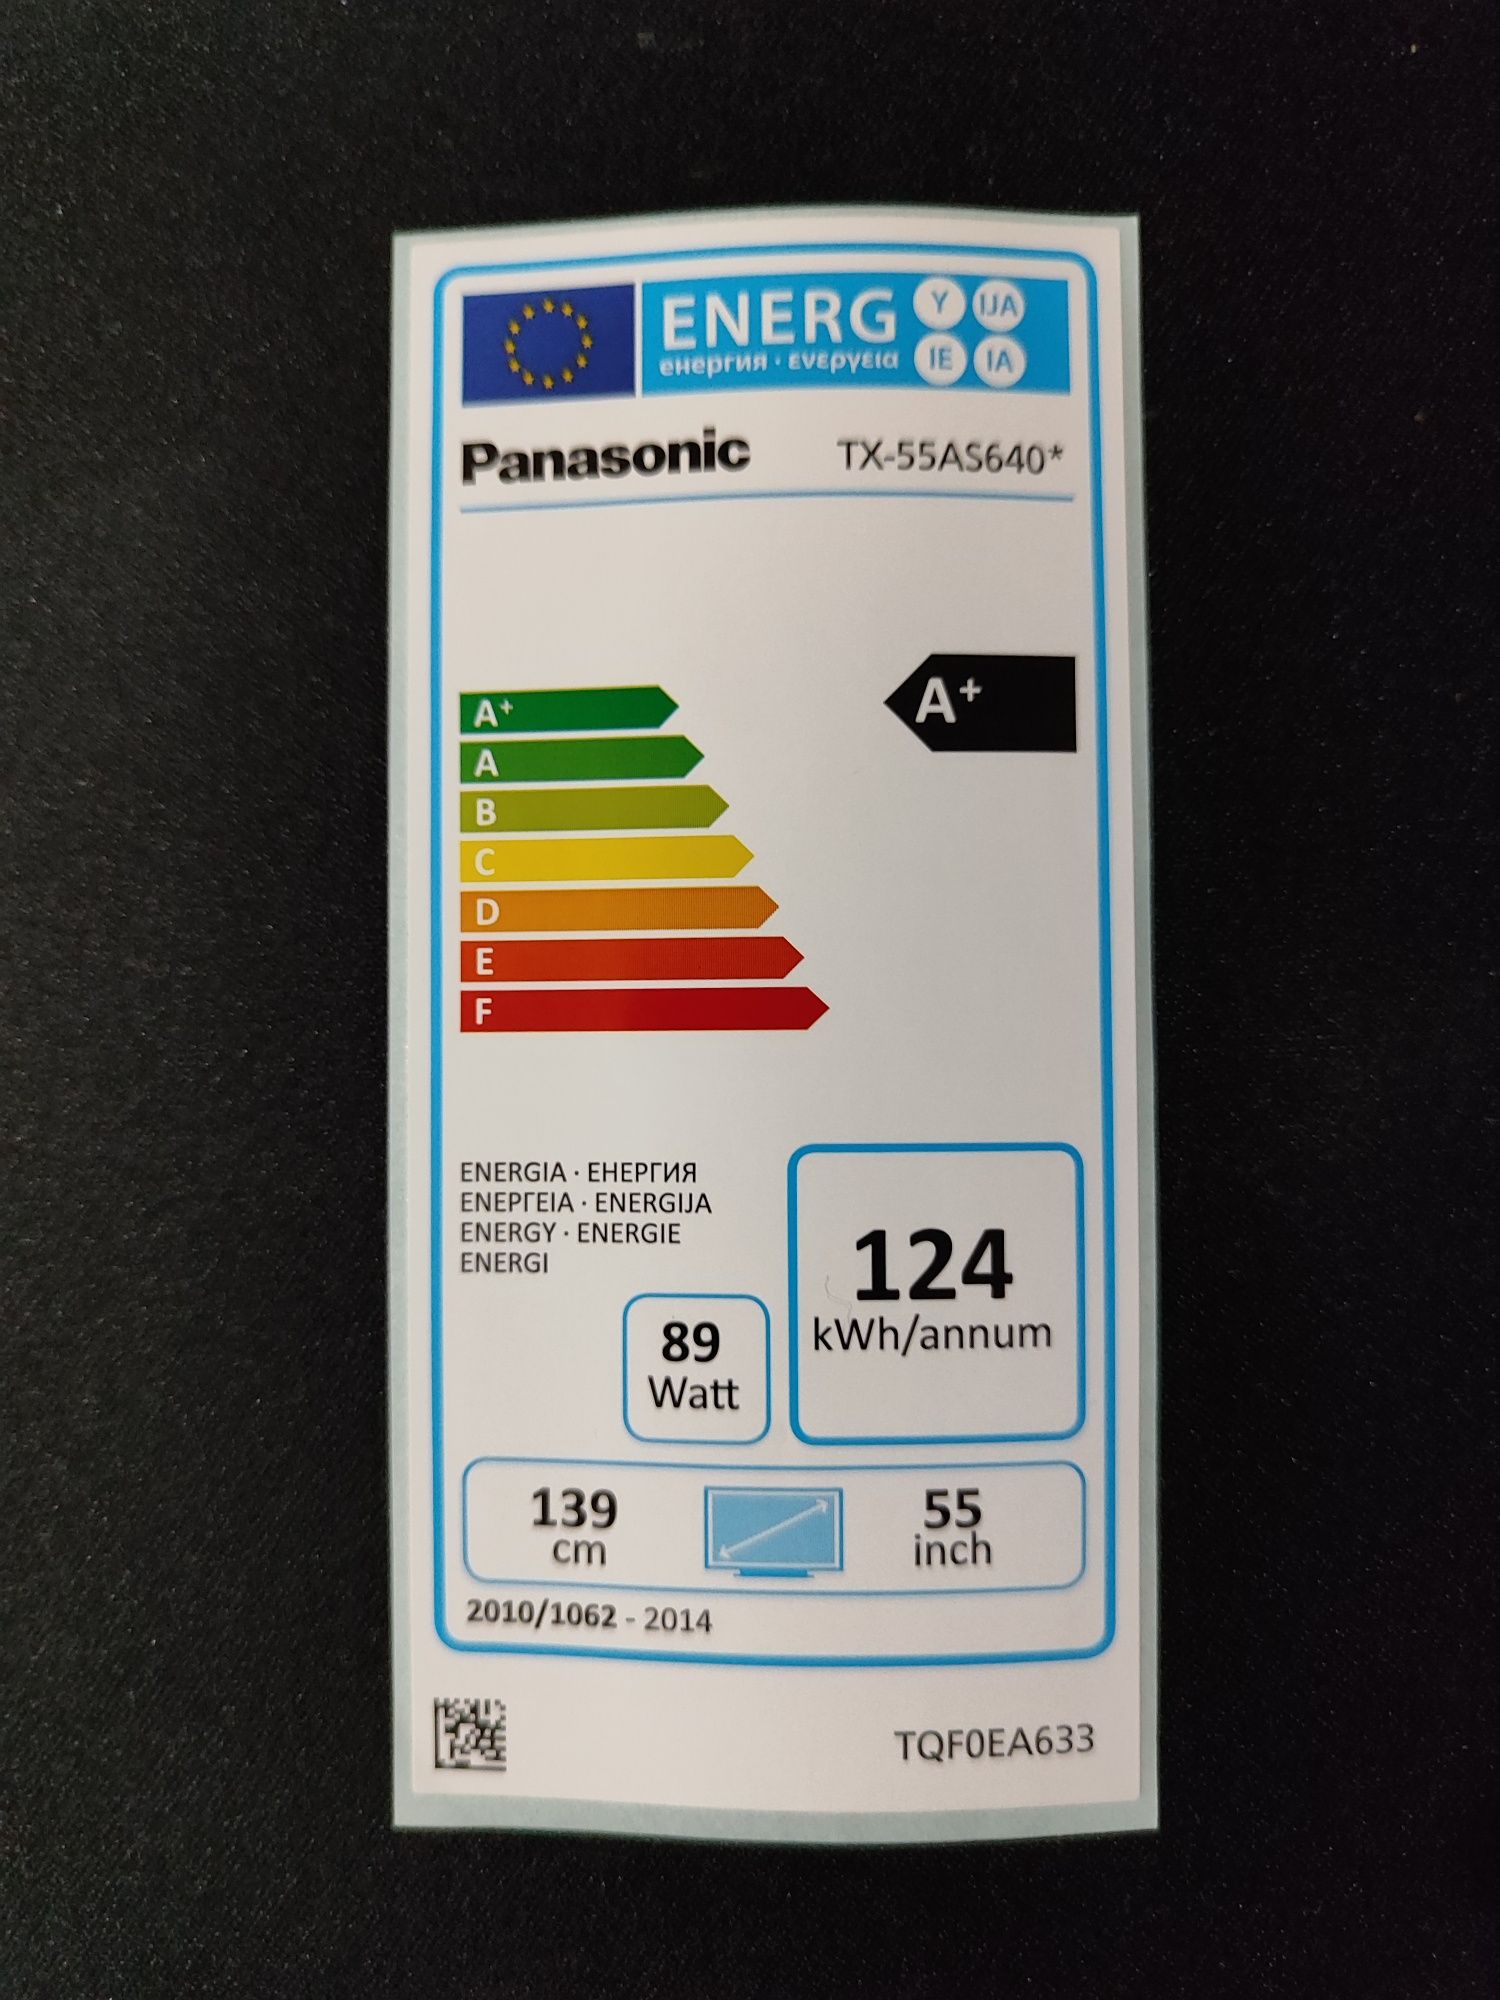 ENERG Y IJA
енергия · ενεργεια IE IA
Panasonic TX-55AS640*
A+
A+
A
B
C
D
E
F
ENERGIA · ЕНЕРГИЯ
ΕΝΕΡΓΕΙΑ · ENERGIJA
ENERGY · ENERGIE
ENERGI
124
kWh/annum
89
Watt
139
cm
55
inch
2010/1062 - 2014
TQF0EA633